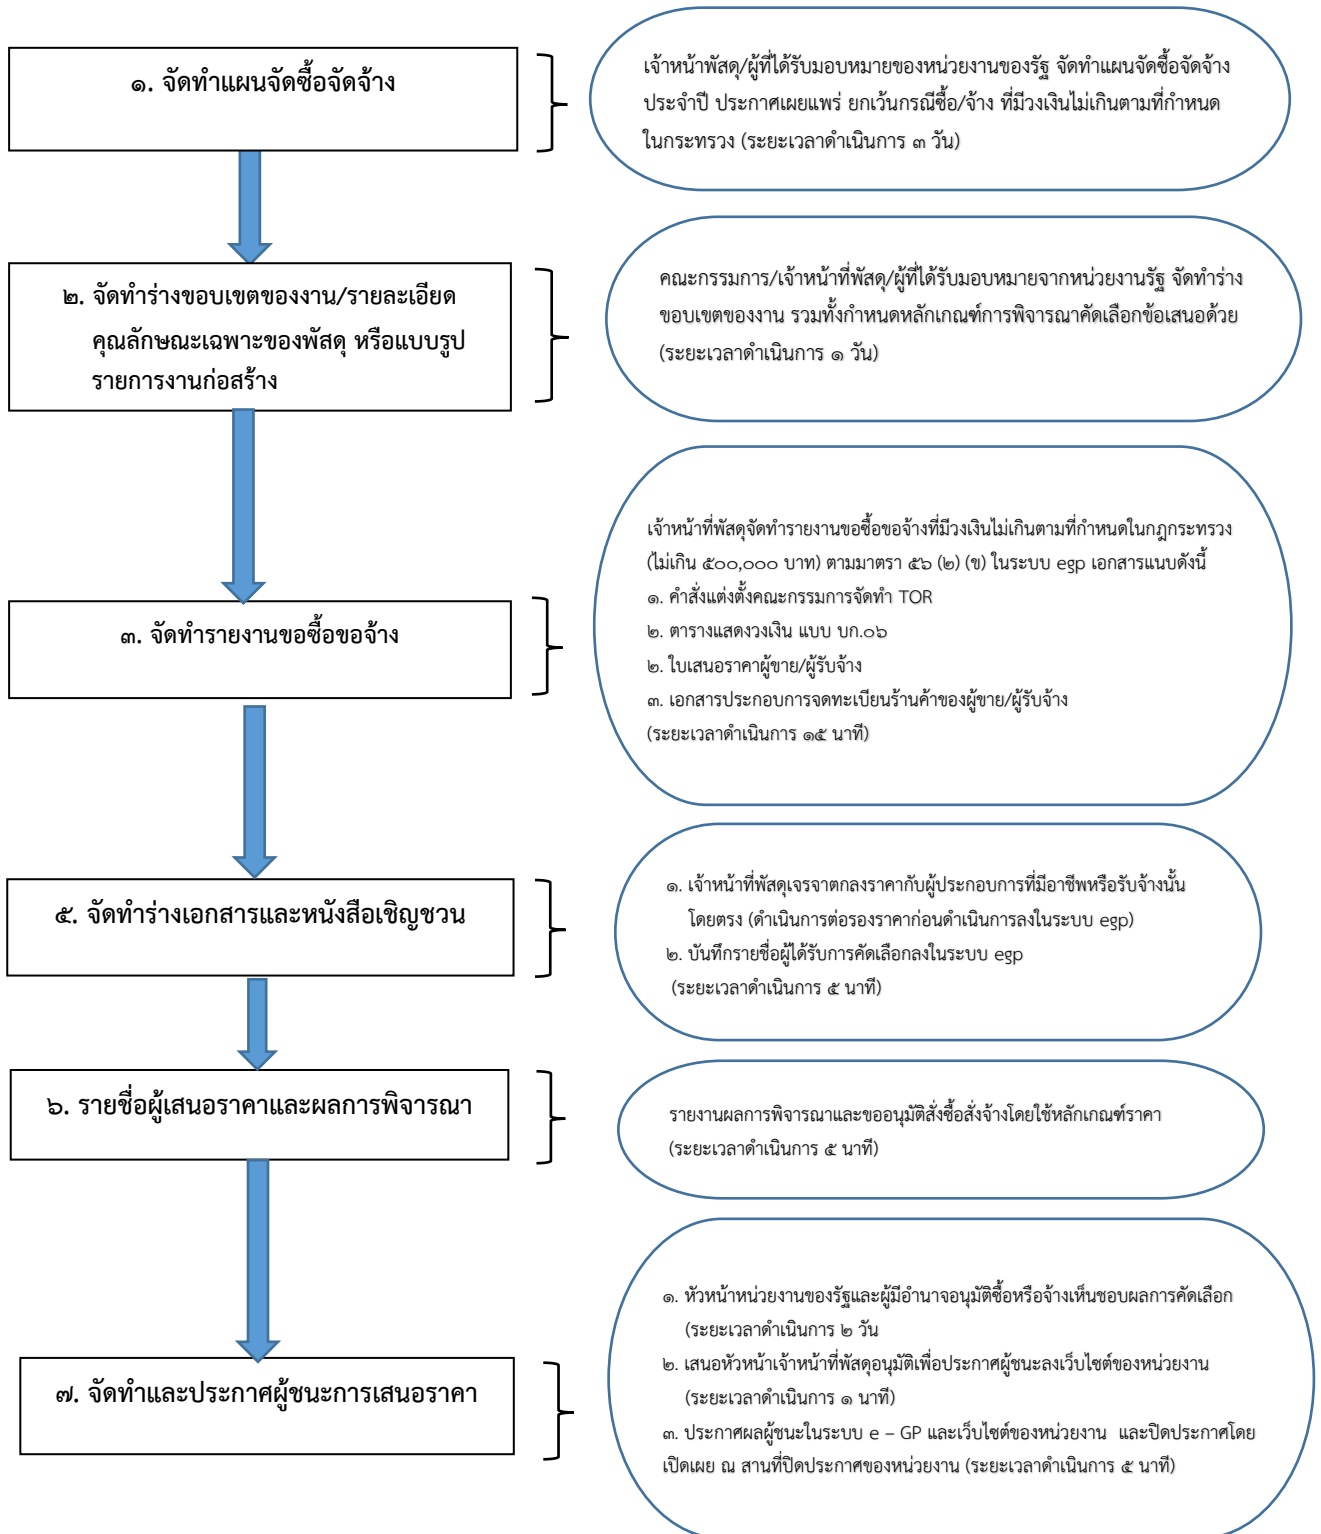 ๑. จัดทำแผนจัดซื้อจัดจ้าง
เจ้าหน้าพัสดุ/ผู้ที่ได้รับมอบหมายของหน่วยงานของรัฐ จัดทำแผนจัดซื้อจัดจ้าง
ประจำปี ประกาศเผยแพร่ ยกเว้นกรณีซื้อ/จ้าง ที่มีวงเงินไม่เกินตามที่กำหนด
ในกระทรวง (ระยะเวลาดำเนินการ ๓ วัน)
๒. จัดทำร่างขอบเขตของงาน/รายละเอียด
คุณลักษณะเฉพาะของพัสดุ หรือแบบรูป
รายการงานก่อสร้าง
คณะกรรมการ/เจ้าหน้าที่พัสดุ/ผู้ที่ได้รับมอบหมายจากหน่วยงานรัฐ จัดทำร่าง
ขอบเขตของงาน รวมทั้งกำหนดหลักเกณฑ์การพิจารณาคัดเลือกข้อเสนอด้วย
(ระยะเวลาดำเนินการ ๑ วัน)
๓. จัดทำรายงานขอซื้อขอจ้าง
เจ้าหน้าที่พัสดุจัดทำรายงานขอซื้อขอจ้างที่มีวงเงินไม่เกินตามที่กำหนดในกฎกระทรวง
(ไม่เกิน ๕๐๐,๐๐๐ บาท) ตามมาตรา ๕๖ (๒) (ข) ในระบบ egp เอกสารแนบดังนี้
๑. คำสั่งแต่งตั้งคณะกรรมการจัดทำ TOR
๒. ตารางแสดงวงเงิน แบบ บก.๐๖
๒. ใบเสนอราคาผู้ขาย/ผู้รับจ้าง
๓. เอกสารประกอบการจดทะเบียนร้านค้าของผู้ขาย/ผู้รับจ้าง
(ระยะเวลาดำเนินการ ๑๕ นาที)
๕. จัดทำร่างเอกสารและหนังสือเชิญชวน
๑. เจ้าหน้าที่พัสดุเจรจาตกลงราคากับผู้ประกอบการที่มีอาชีพหรือรับจ้างนั้น
โดยตรง (ดำเนินการต่อรองราคาก่อนดำเนินการลงในระบบ egp)
๒. บันทึกรายชื่อผู้ได้รับการคัดเลือกลงในระบบ egp
(ระยะเวลาดำเนินการ ๕ นาที)
๖. รายชื่อผู้เสนอราคาและผลการพิจารณา
รายงานผลการพิจารณาและขออนุมัติสั่งซื้อสั่งจ้างโดยใช้หลักเกณฑ์ราคา
(ระยะเวลาดำเนินการ ๕ นาที)
๗. จัดทำและประกาศผู้ชนะการเสนอราคา
๑. หัวหน้าหน่วยงานของรัฐและผู้มีอำนาจอนุมัติซื้อหรือจ้างเห็นชอบผลการคัดเลือก
(ระยะเวลาดำเนินการ ๒ วัน
๒. เสนอหัวหน้าเจ้าหน้าที่พัสดุอนุมัติเพื่อประกาศผู้ชนะลงเว็บไซต์ของหน่วยงาน
(ระยะเวลาดำเนินการ ๑ นาที)
๓. ประกาศผลผู้ชนะในระบบ e – GP และเว็บไซต์ของหน่วยงาน และปิดประกาศโดย
เปิดเผย ณ สานที่ปิดประกาศของหน่วยงาน (ระยะเวลาดำเนินการ ๕ นาที)